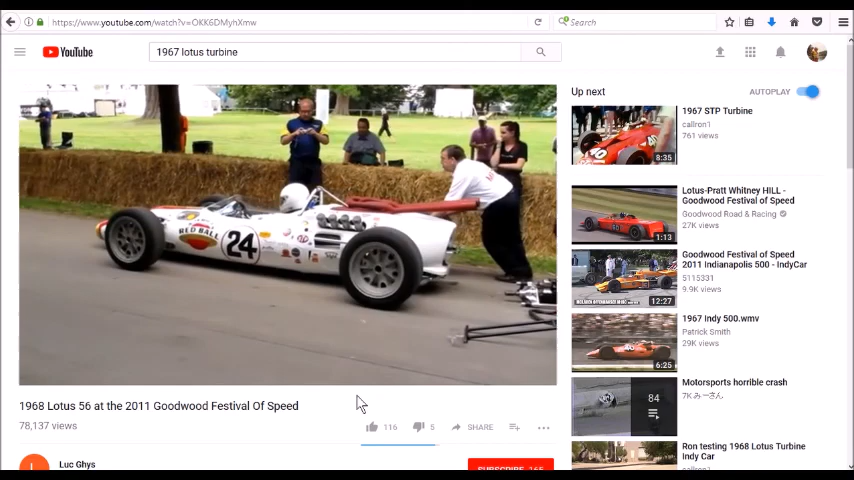 https://www.youtube.com/watch?v=OKK6DMyhXmw
Search
YouTube
1967 lotus turbine
RED BALL
24
1968 Lotus 56 at the 2011 Goodwood Festival Of Speed
78,137 views
116
5
SHARE
Luc Ghys
SUBSCRIBE 165
Up next
AUTOPLAY
40
8:35
1967 STP Turbine
callron1
761 views
1:13
Lotus-Pratt Whitney HILL -
Goodwood Festival of Speed
Goodwood Road & Racing
27K views
12:27
Goodwood Festival of Speed
2011 Indianapolis 500 - IndyCar
5115331
9.9K views
40
6:25
1967 Indy 500.wmv
Patrick Smith
29K views
84
Motorsports horrible crash
7K みーさん
Ron testing 1968 Lotus Turbine
Indy Car